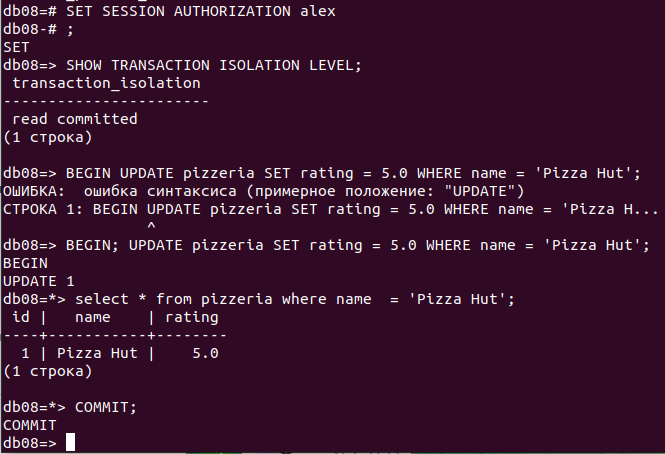 db08=# SET SESSION AUTHORIZATION alex
db08-# ;
SET
db08=> SHOW TRANSACTION ISOLATION LEVEL;
 transaction_isolation
-----------------------
 read committed
(1 строка)

db08=> BEGIN UPDATE pizzeria SET rating = 5.0 WHERE name = 'Pizza Hut';
ОШИБКА:  ошибка синтаксиса (примерное положение: "UPDATE")
СТРОКА 1: BEGIN UPDATE pizzeria SET rating = 5.0 WHERE name = 'Pizza H...
                ^
db08=> BEGIN; UPDATE pizzeria SET rating = 5.0 WHERE name = 'Pizza Hut';
BEGIN
UPDATE 1
db08=*> select * from pizzeria where name  = 'Pizza Hut';
 id |   name    | rating
----+-----------+--------
  1 | Pizza Hut |    5.0
(1 строка)

db08=*> COMMIT;
COMMIT
db08=>